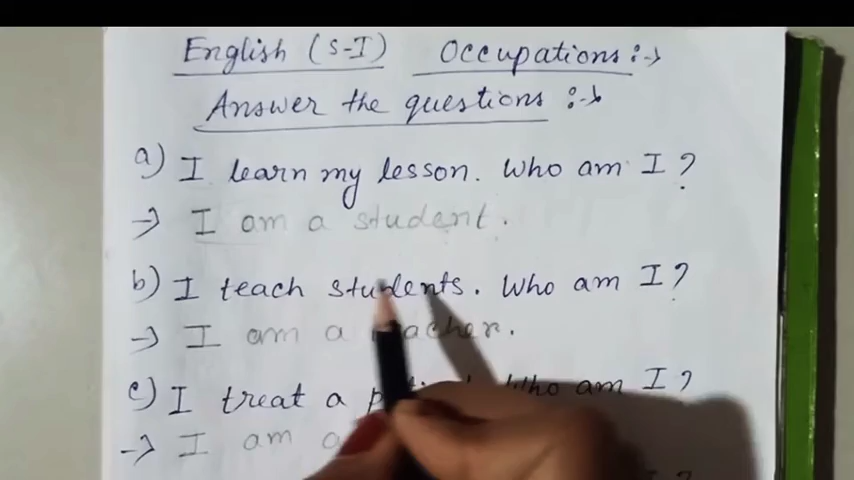 English (S-I) Occupations :->
Answer the questions :->
a) I learn my lesson. Who am I?
-> I am a student.
b) I teach students. Who am I?
-> I am a teacher.
c) I treat a Who am I?
-> I am a
I ?